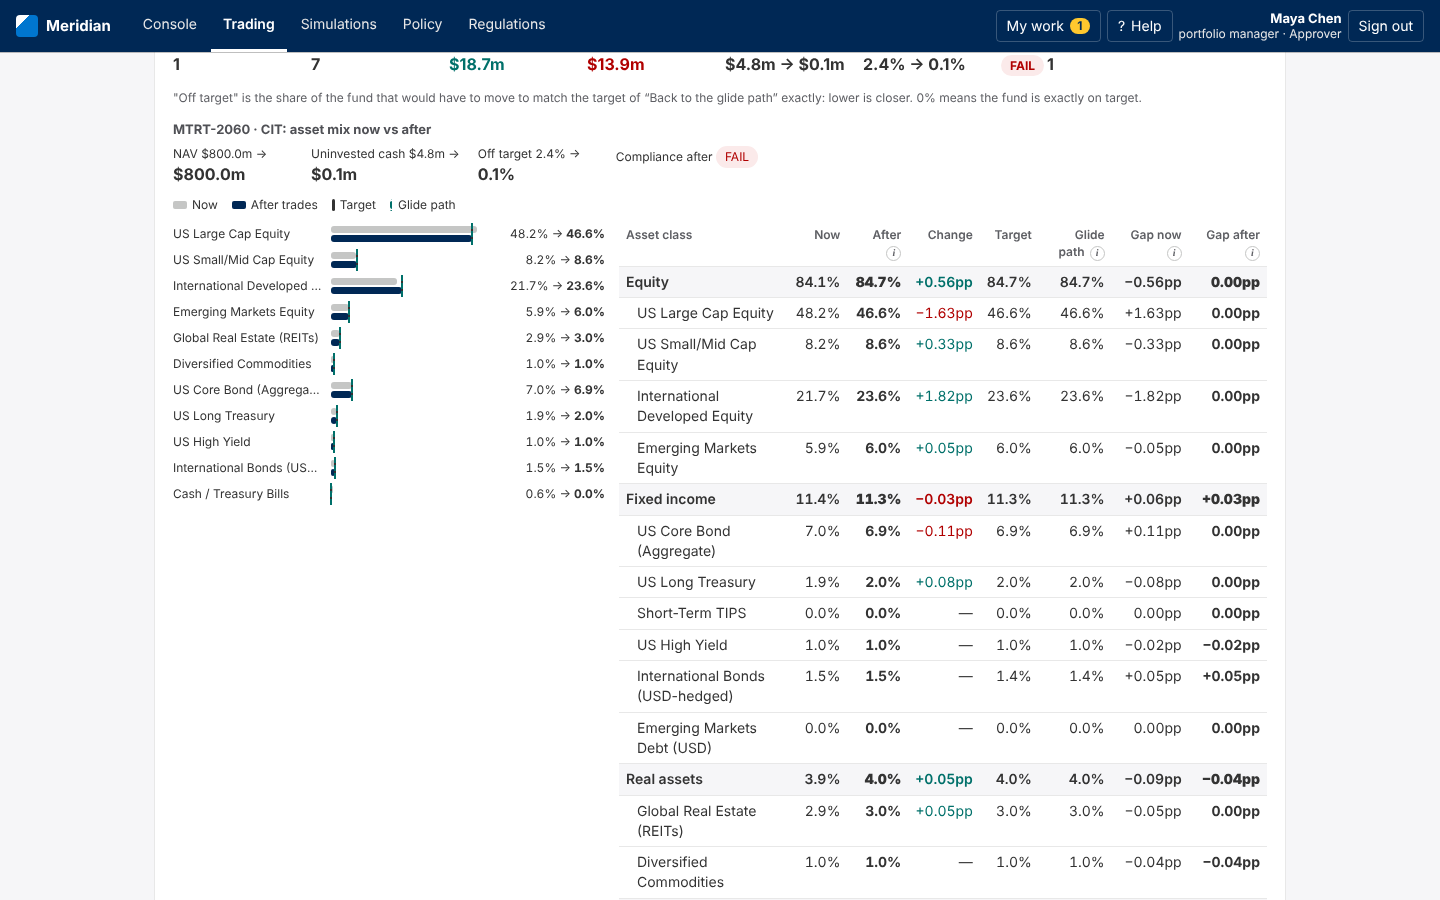 Meridian
Console
Trading
Simulations
Policy
Regulations
My work 1
? Help
Maya Chen
portfolio manager · Approver
Sign out
1 7 $18.7m $13.9m $4.8m → $0.1m 2.4% → 0.1% FAIL 1
"Off target" is the share of the fund that would have to move to match the target of “Back to the glide path” exactly: lower is closer. 0% means the fund is exactly on target.
MTRT-2060 · CIT: asset mix now vs after
NAV $800.0m → Uninvested cash $4.8m → Off target 2.4% → Compliance after FAIL
$800.0m $0.1m 0.1%
Now After trades Target Glide path
US Large Cap Equity 48.2% → 46.6%
US Small/Mid Cap Equity 8.2% → 8.6%
International Developed ... 21.7% → 23.6%
Emerging Markets Equity 5.9% → 6.0%
Global Real Estate (REITs) 2.9% → 3.0%
Diversified Commodities 1.0% → 1.0%
US Core Bond (Aggrega... 7.0% → 6.9%
US Long Treasury 1.9% → 2.0%
US High Yield 1.0% → 1.0%
International Bonds (US... 1.5% → 1.5%
Cash / Treasury Bills 0.6% → 0.0%
Asset class Now After Change Target Glide Gap now Gap after
i path i i i
Equity 84.1% 84.7% +0.56pp 84.7% 84.7% −0.56pp 0.00pp
US Large Cap Equity 48.2% 46.6% −1.63pp 46.6% 46.6% +1.63pp 0.00pp
US Small/Mid Cap 8.2% 8.6% +0.33pp 8.6% 8.6% −0.33pp 0.00pp
Equity
International 21.7% 23.6% +1.82pp 23.6% 23.6% −1.82pp 0.00pp
Developed Equity
Emerging Markets 5.9% 6.0% +0.05pp 6.0% 6.0% −0.05pp 0.00pp
Equity
Fixed income 11.4% 11.3% −0.03pp 11.3% 11.3% +0.06pp +0.03pp
US Core Bond 7.0% 6.9% −0.11pp 6.9% 6.9% +0.11pp 0.00pp
(Aggregate)
US Long Treasury 1.9% 2.0% +0.08pp 2.0% 2.0% −0.08pp 0.00pp
Short-Term TIPS 0.0% 0.0% — 0.0% 0.0% 0.00pp 0.00pp
US High Yield 1.0% 1.0% — 1.0% 1.0% −0.02pp −0.02pp
International Bonds 1.5% 1.5% — 1.4% 1.4% +0.05pp +0.05pp
(USD-hedged)
Emerging Markets 0.0% 0.0% — 0.0% 0.0% 0.00pp 0.00pp
Debt (USD)
Real assets 3.9% 4.0% +0.05pp 4.0% 4.0% −0.09pp −0.04pp
Global Real Estate 2.9% 3.0% +0.05pp 3.0% 3.0% −0.05pp 0.00pp
(REITs)
Diversified 1.0% 1.0% — 1.0% 1.0% −0.04pp −0.04pp
Commodities